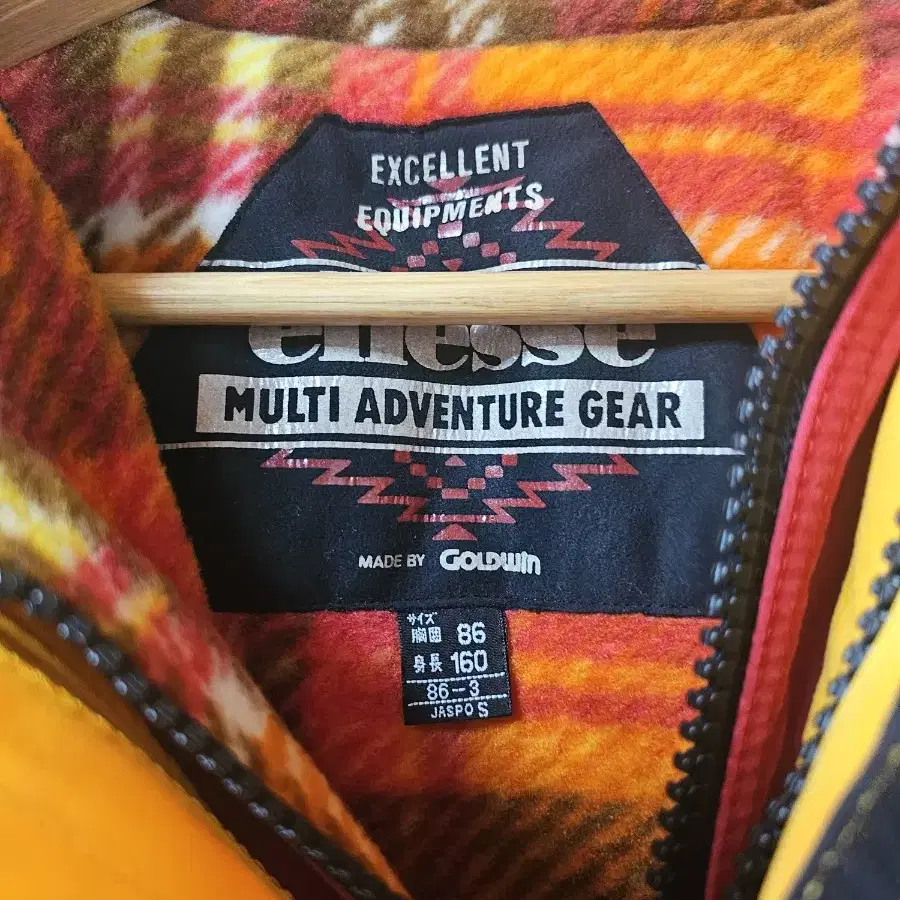 EXCELLENT
EQUIPMENTS
ellesse
MULTI ADVENTURE GEAR
MADE BY GOLDWIN
サイズ
胸囲 86
身長 160
86-3
JASPO S